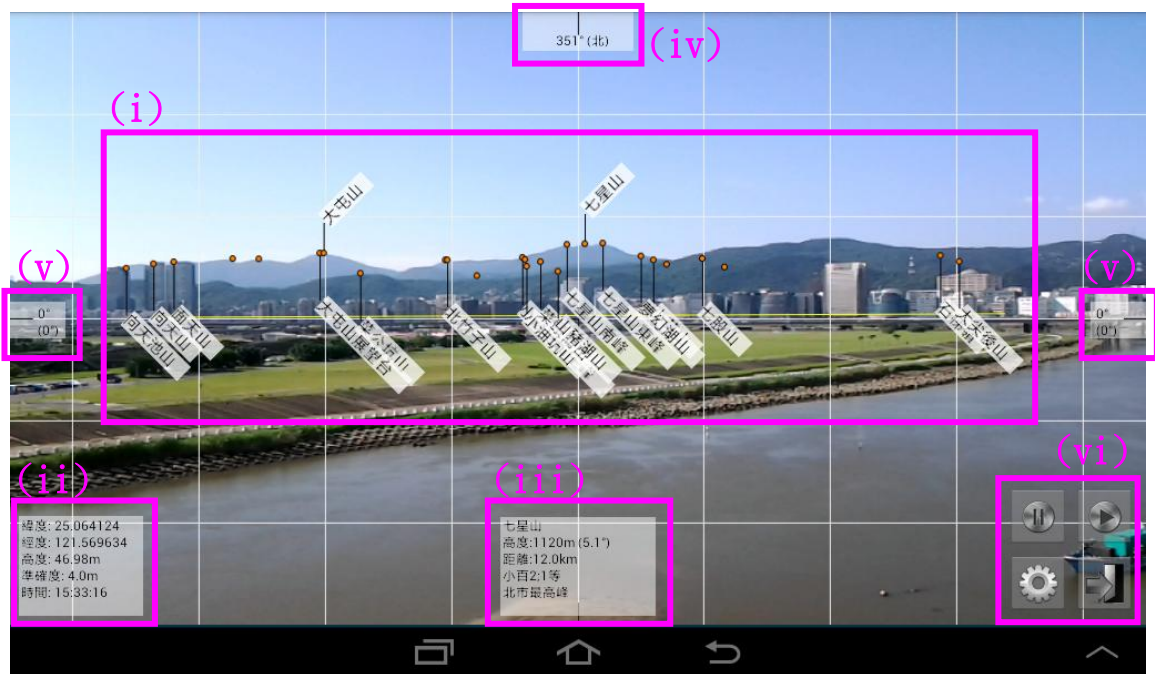 351° (北)
(iv)
(i)
七星山
大屯山
(v)
(v)
0°
(0°)
0°
(0°)
向天池山
向天山
面天山
大屯山展望台
北竹子山
七星山南峰
七星山東峰
夢幻湖山
七股山
大尖後山
(ii)
(iii)
(vi)
緯度: 25.064124
經度: 121.569634
高度: 46.98m
準確度: 4.0m
時間: 15:33:16
七星山
高度:1120m (5.1°)
距離:12.0km
小百2;1等
北市最高峰